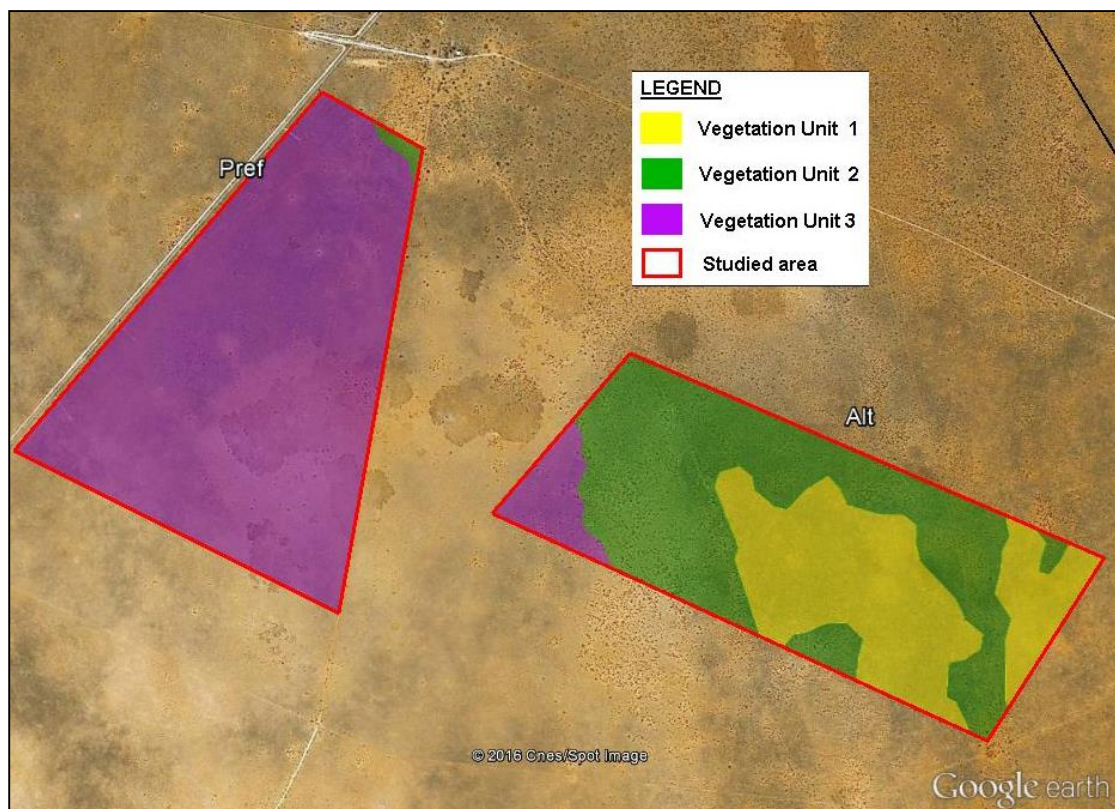 LEGEND
Vegetation Unit 1
Vegetation Unit 2
Vegetation Unit 3
Studied area
Pref
Alt
© 2016 Cnes/Spot Image
Google earth